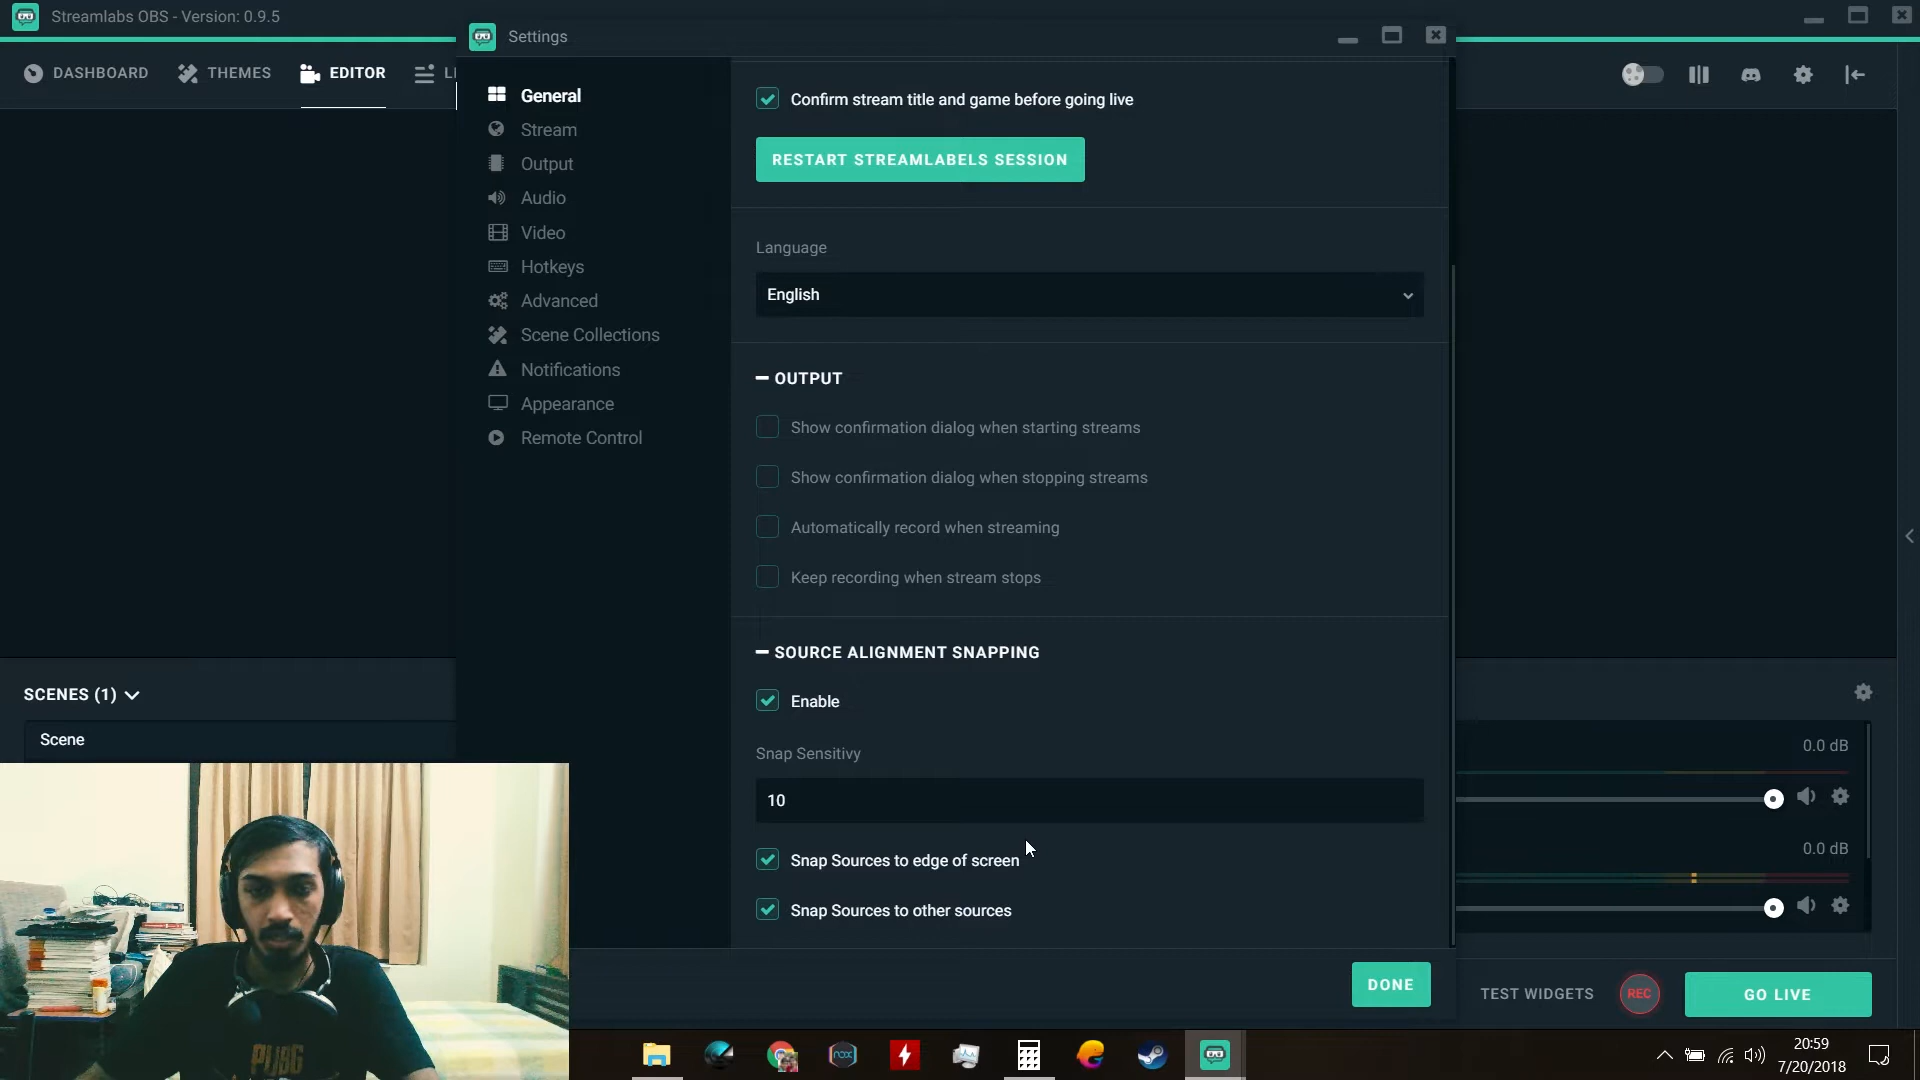 Streamlabs OBS - Version: 0.9.5
Settings
DASHBOARD
THEMES
EDITOR
General
Stream
Output
Audio
Video
Hotkeys
Advanced
Scene Collections
Notifications
Appearance
Remote Control
Confirm stream title and game before going live
RESTART STREAMLABELS SESSION
Language
English
OUTPUT
Show confirmation dialog when starting streams
Show confirmation dialog when stopping streams
Automatically record when streaming
Keep recording when stream stops
SOURCE ALIGNMENT SNAPPING
Enable
Snap Sensitivy
10
Snap Sources to edge of screen
Snap Sources to other sources
DONE
SCENES (1)
Scene
0.0 dB
0.0 dB
TEST WIDGETS
REC
GO LIVE
PUBG
nox
20:59
7/20/2018